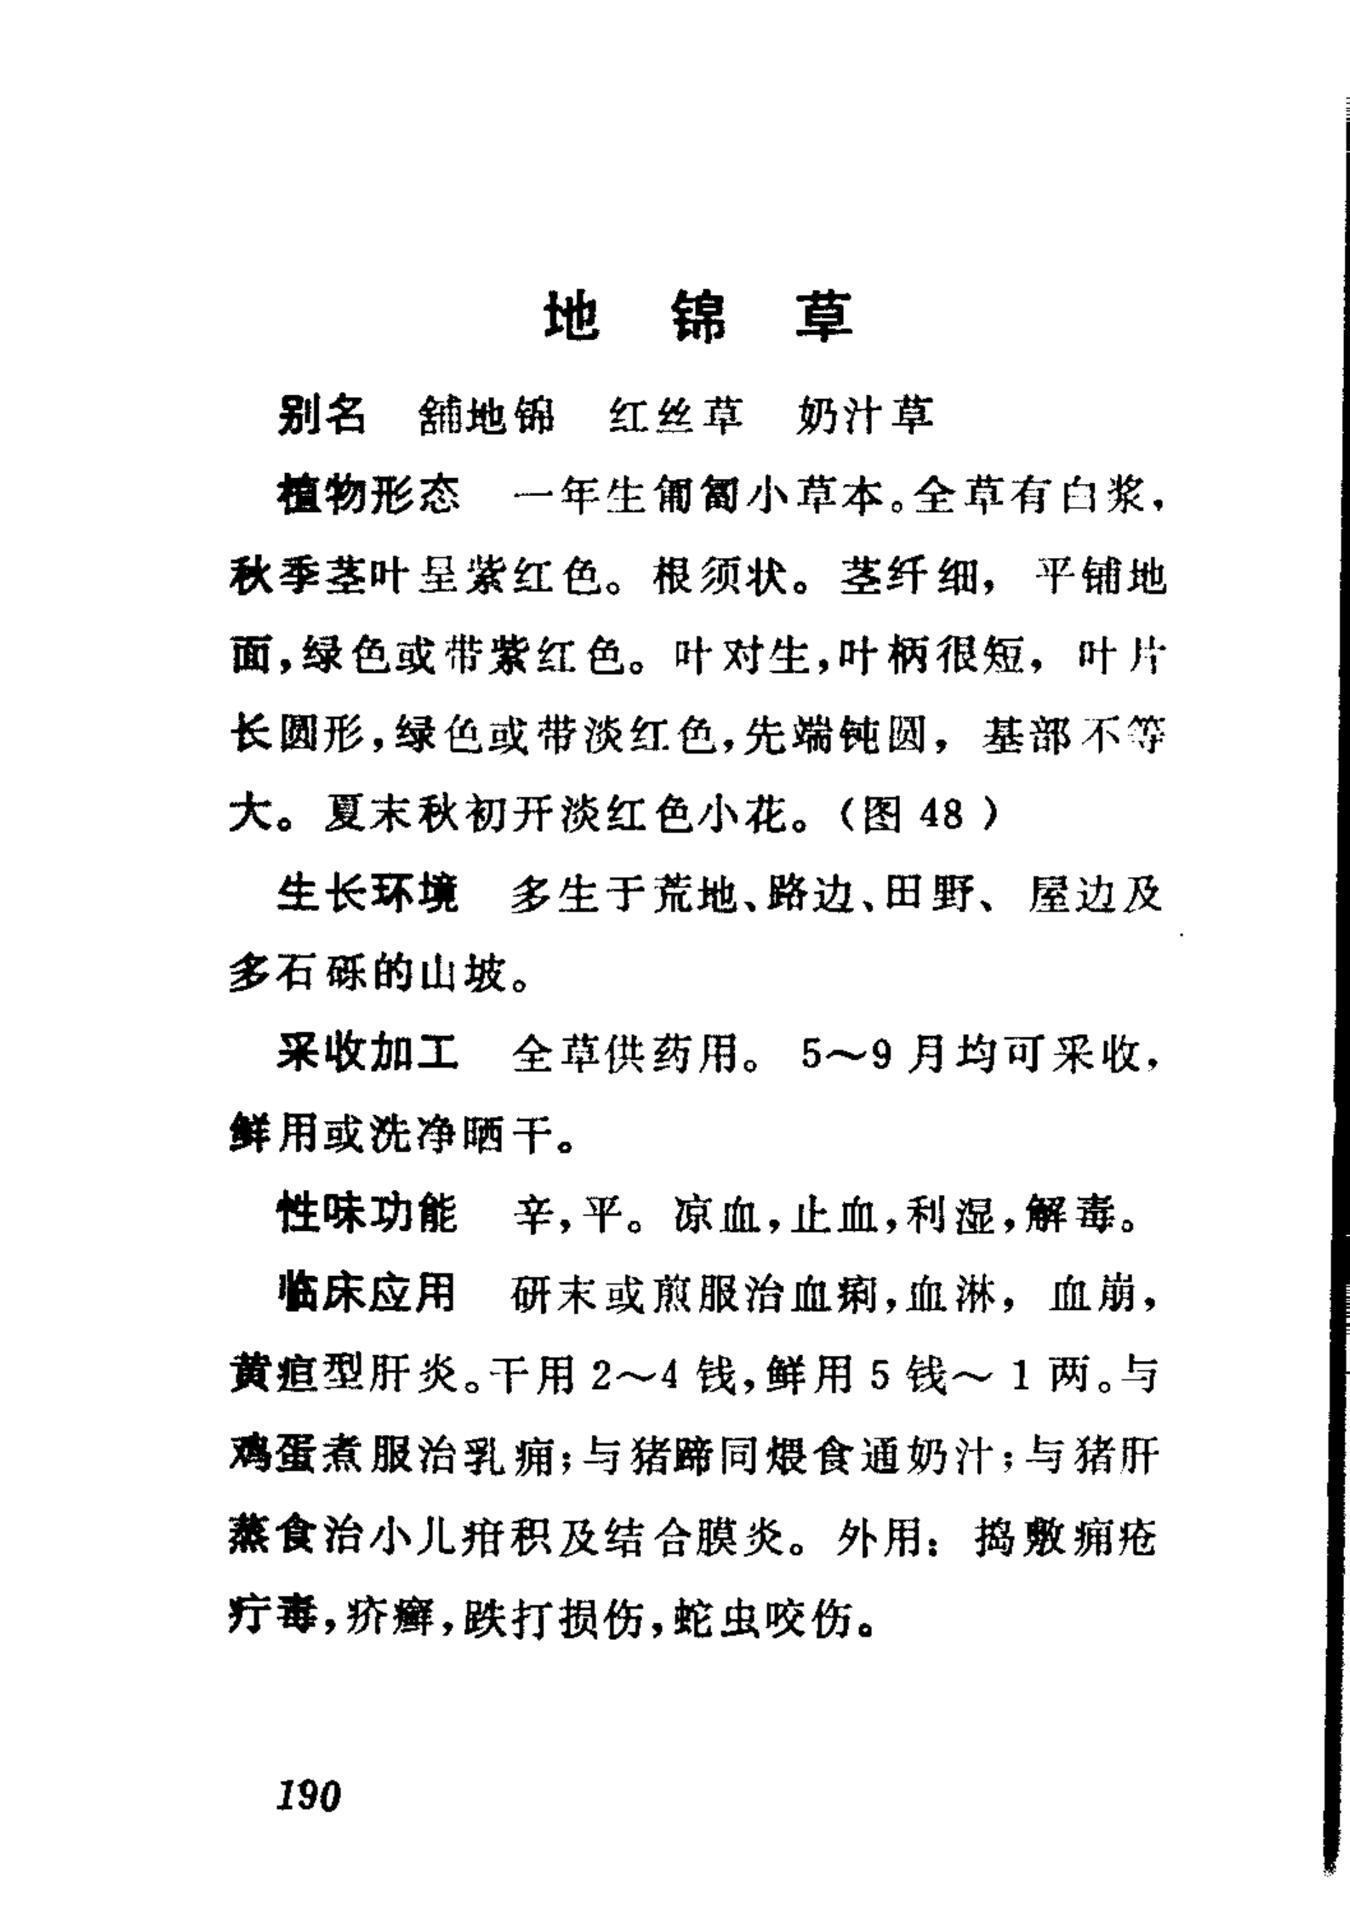 地锦草
别名 舖地锦 红丝草 奶汁草
植物形态 一年生匍匐小草本。全草有白浆，
秋季茎叶呈紫红色。根须状。茎纤细，平铺地
面，绿色或带紫红色。叶对生，叶柄很短，叶片
长圆形，绿色或带淡红色，先端钝圆，基部不等
大。夏末秋初开淡红色小花。（图 48 ）
生长环境 多生于荒地、路边、田野、屋边及
多石砾的山坡。
采收加工 全草供药用。 5～9 月均可采收，
鲜用或洗净晒干。
性味功能 辛，平。凉血，止血，利湿，解毒。
临床应用 研末或煎服治血痢，血淋，血崩，
黄疸型肝炎。干用 2～4 钱，鲜用 5 钱～ 1 两。与
鸡蛋煮服治乳痈；与猪蹄同煨食通奶汁；与猪肝
蒸食治小儿疳积及结合膜炎。外用：捣敷痈疮
疔毒，疥癣，跌打损伤，蛇虫咬伤。
190